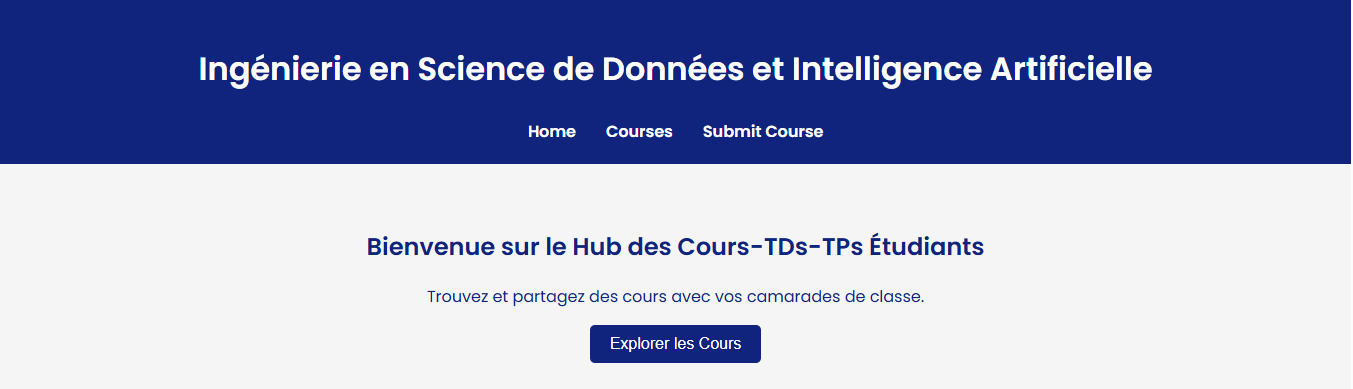 Ingénierie en Science de Données et Intelligence Artificielle
Home Courses Submit Course
Bienvenue sur le Hub des Cours-TDs-TPs Étudiants
Trouvez et partagez des cours avec vos camarades de classe.
Explorer les Cours